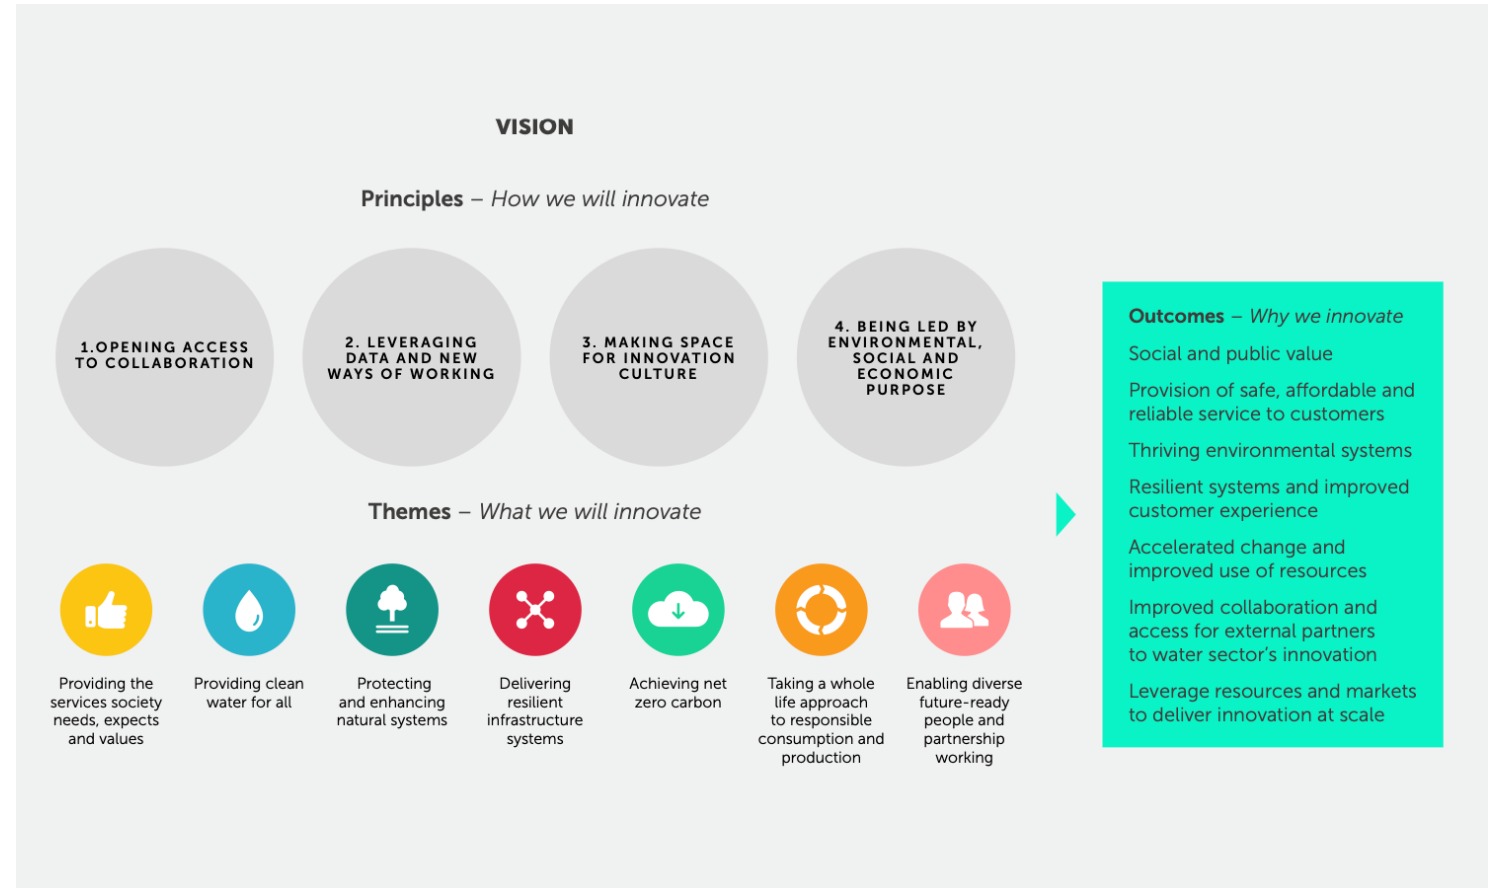 VISION
Principles – How we will innovate
1.OPENING ACCESS
TO COLLABORATION
2. LEVERAGING
DATA AND NEW
WAYS OF WORKING
3. MAKING SPACE
FOR INNOVATION
CULTURE
4. BEING LED BY
ENVIRONMENTAL,
SOCIAL AND
ECONOMIC
PURPOSE
Themes – What we will innovate
Providing the
services society
needs, expects
and values
Providing clean
water for all
Protecting
and enhancing
natural systems
Delivering
resilient
infrastructure
systems
Achieving net
zero carbon
Taking a whole
life approach
to responsible
consumption and
production
Enabling diverse
future-ready
people and
partnership
working
Outcomes – Why we innovate
Social and public value
Provision of safe, affordable and
reliable service to customers
Thriving environmental systems
Resilient systems and improved
customer experience
Accelerated change and
improved use of resources
Improved collaboration and
access for external partners
to water sector’s innovation
Leverage resources and markets
to deliver innovation at scale